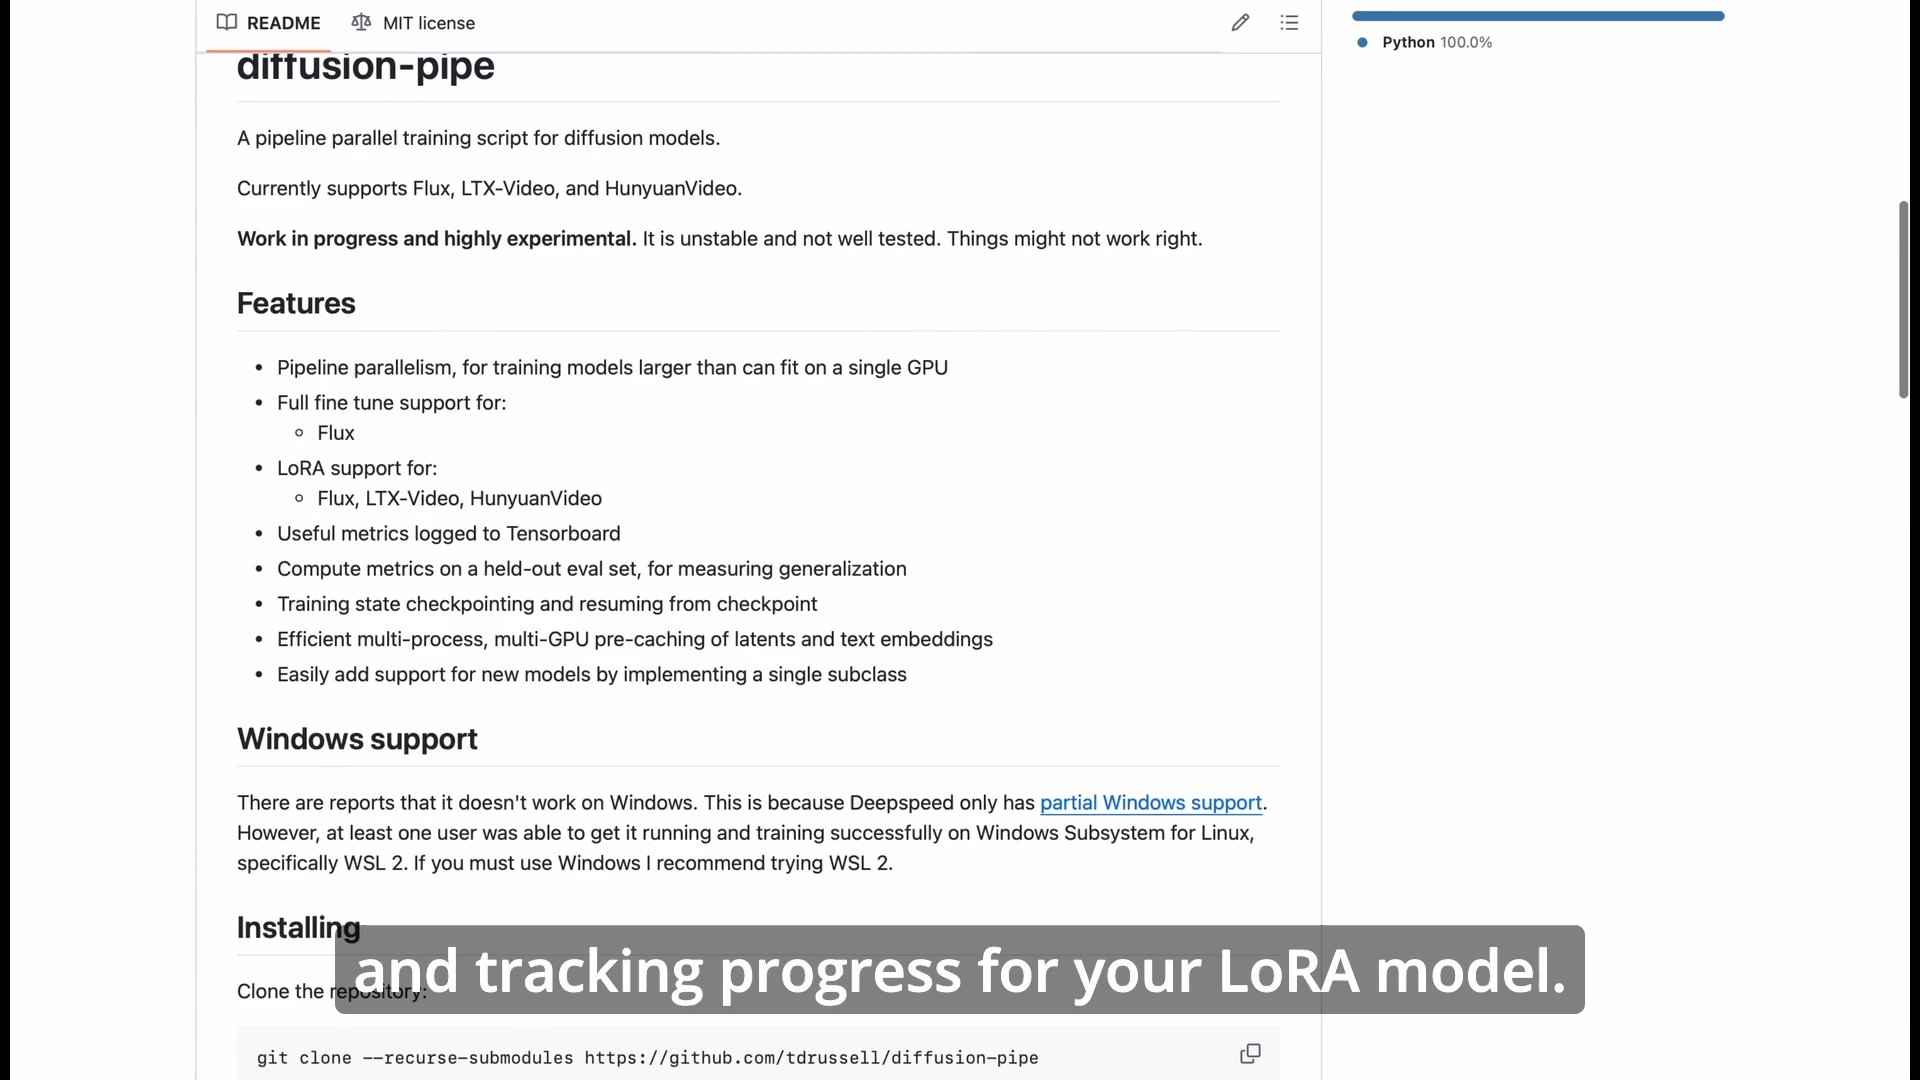 README
MIT license
Python 100.0%
diffusion-pipe
A pipeline parallel training script for diffusion models.
Currently supports Flux, LTX-Video, and HunyuanVideo.
Work in progress and highly experimental. It is unstable and not well tested. Things might not work right.
Features
• Pipeline parallelism, for training models larger than can fit on a single GPU
• Full fine tune support for:
◦ Flux
• LoRA support for:
◦ Flux, LTX-Video, HunyuanVideo
• Useful metrics logged to Tensorboard
• Compute metrics on a held-out eval set, for measuring generalization
• Training state checkpointing and resuming from checkpoint
• Efficient multi-process, multi-GPU pre-caching of latents and text embeddings
• Easily add support for new models by implementing a single subclass
Windows support
There are reports that it doesn't work on Windows. This is because Deepspeed only has partial Windows support.
However, at least one user was able to get it running and training successfully on Windows Subsystem for Linux,
specifically WSL 2. If you must use Windows I recommend trying WSL 2.
Installing
and tracking progress for your LoRA model.
Clone the repository:
git clone --recurse-submodules https://github.com/tdrussell/diffusion-pipe